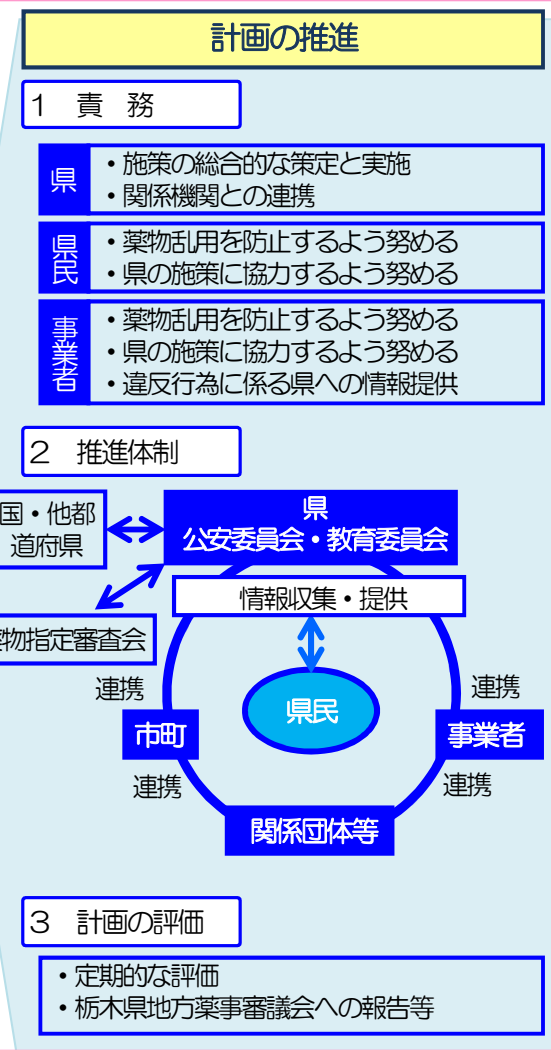 計画の推進
1 責 務
県
・施策の総合的な策定と実施
・関係機関との連携
県民
・薬物乱用を防止するよう努める
・県の施策に協力するよう努める
事業者
・薬物乱用を防止するよう努める
・県の施策に協力するよう努める
・違反行為に係る県への情報提供
2 推進体制
国・他都
道府県
県
公安委員会・教育委員会
情報収集・提供
物指定審査会
県民
連携
連携
市町
事業者
連携
連携
関係団体等
3 計画の評価
・定期的な評価
・栃木県地方薬事審議会への報告等